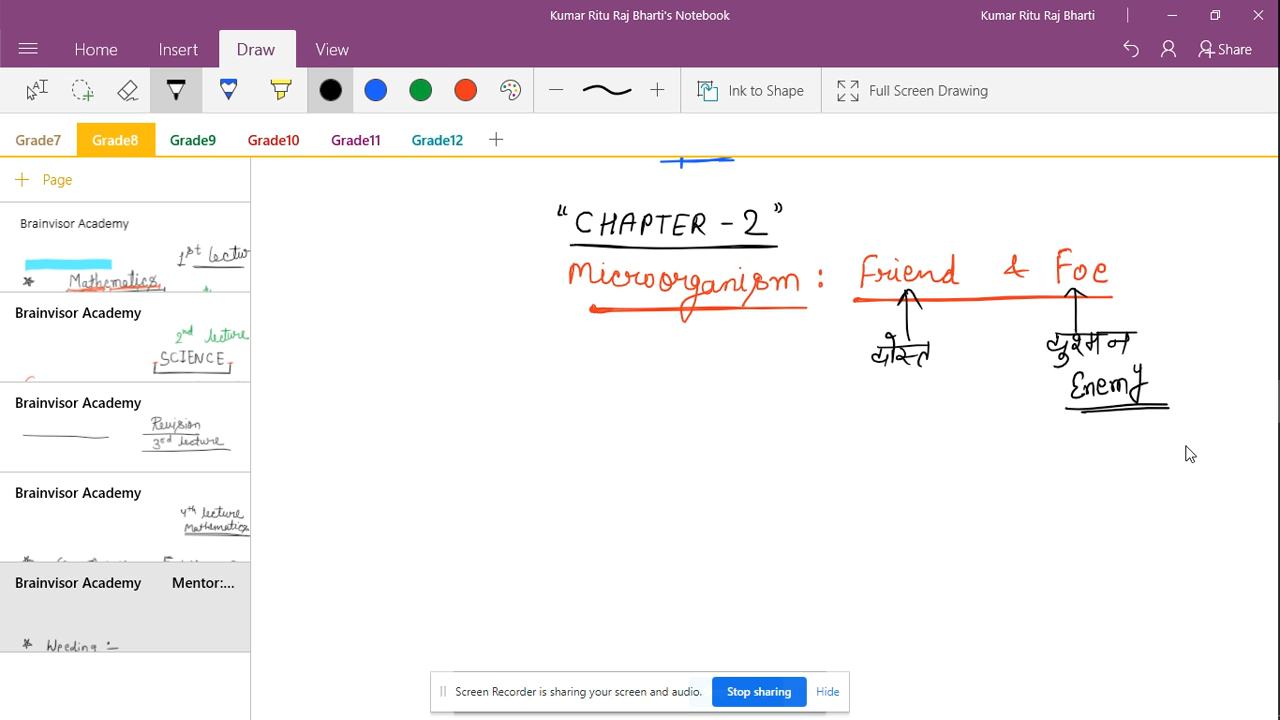 Kumar Ritu Raj Bharti's Notebook
Kumar Ritu Raj Bharti
Home Insert Draw View
Share
Ink to Shape
Full Screen Drawing
Grade7 Grade8 Grade9 Grade10 Grade11 Grade12
Page
Brainvisor Academy
1st lectur
Mathematics
Brainvisor Academy
2nd lecture
SCIENCE
Brainvisor Academy
Revision
3rd lecture
Brainvisor Academy
4th lecture
Mathematics
Brainvisor Academy Mentor:...
* Weeding :-
"CHAPTER - 2"
Microorganism : Friend & Foe
दोस्त
दुश्मन
Enemy
Screen Recorder is sharing your screen and audio.
Stop sharing
Hide